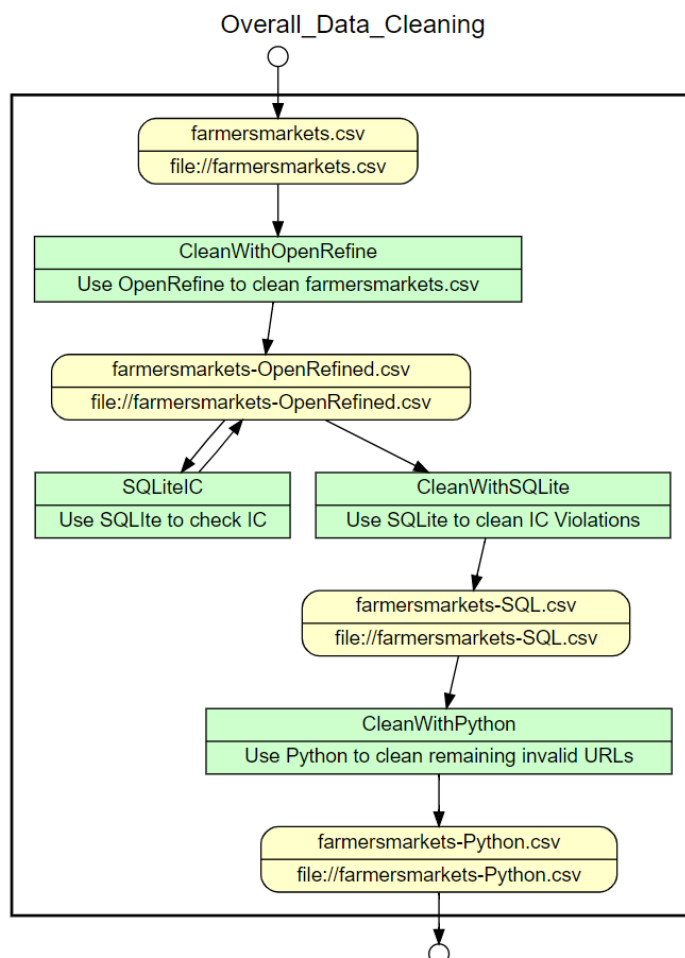 Overall_Data_Cleaning
farmersmarkets.csv
file://farmersmarkets.csv
CleanWithOpenRefine
Use OpenRefine to clean farmersmarkets.csv
farmersmarkets-OpenRefined.csv
file://farmersmarkets-OpenRefined.csv
SQLiteIC
Use SQLIte to check IC
CleanWithSQLite
Use SQLite to clean IC Violations
farmersmarkets-SQL.csv
file://farmersmarkets-SQL.csv
CleanWithPython
Use Python to clean remaining invalid URLs
farmersmarkets-Python.csv
file://farmersmarkets-Python.csv